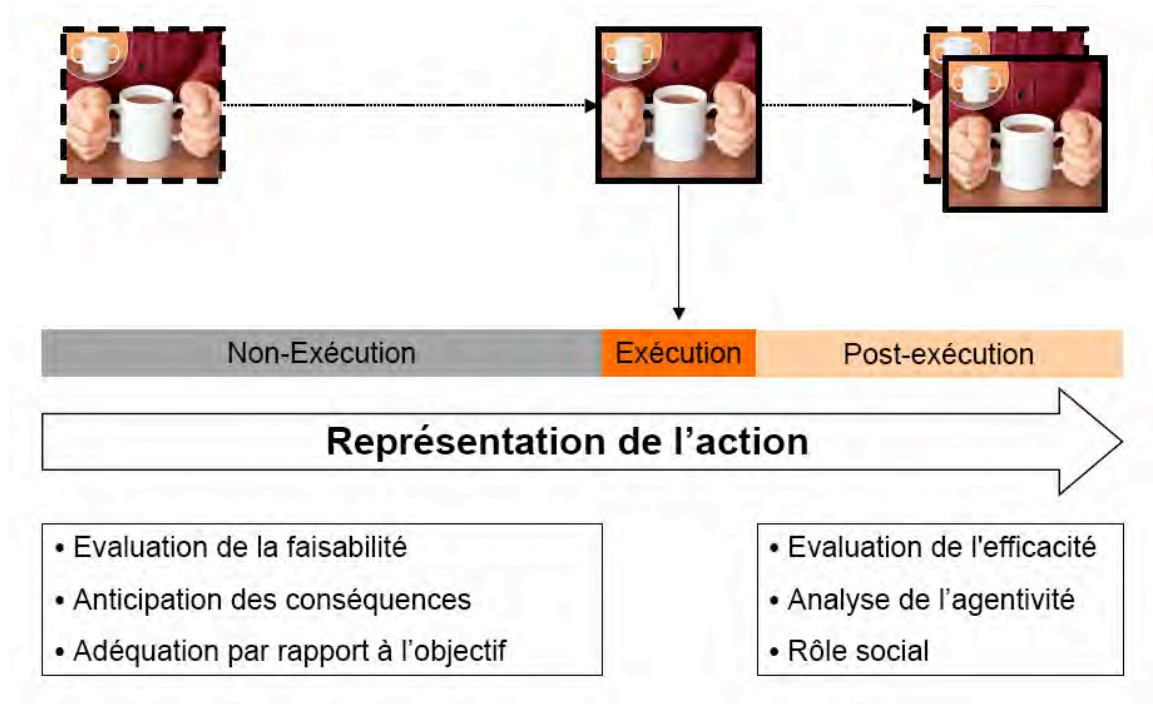 Non-Exécution
Exécution
Post-exécution
Représentation de l'action
• Evaluation de la faisabilité
• Anticipation des conséquences
• Adéquation par rapport à l'objectif
• Evaluation de l'efficacité
• Analyse de l'agentivité
• Rôle social